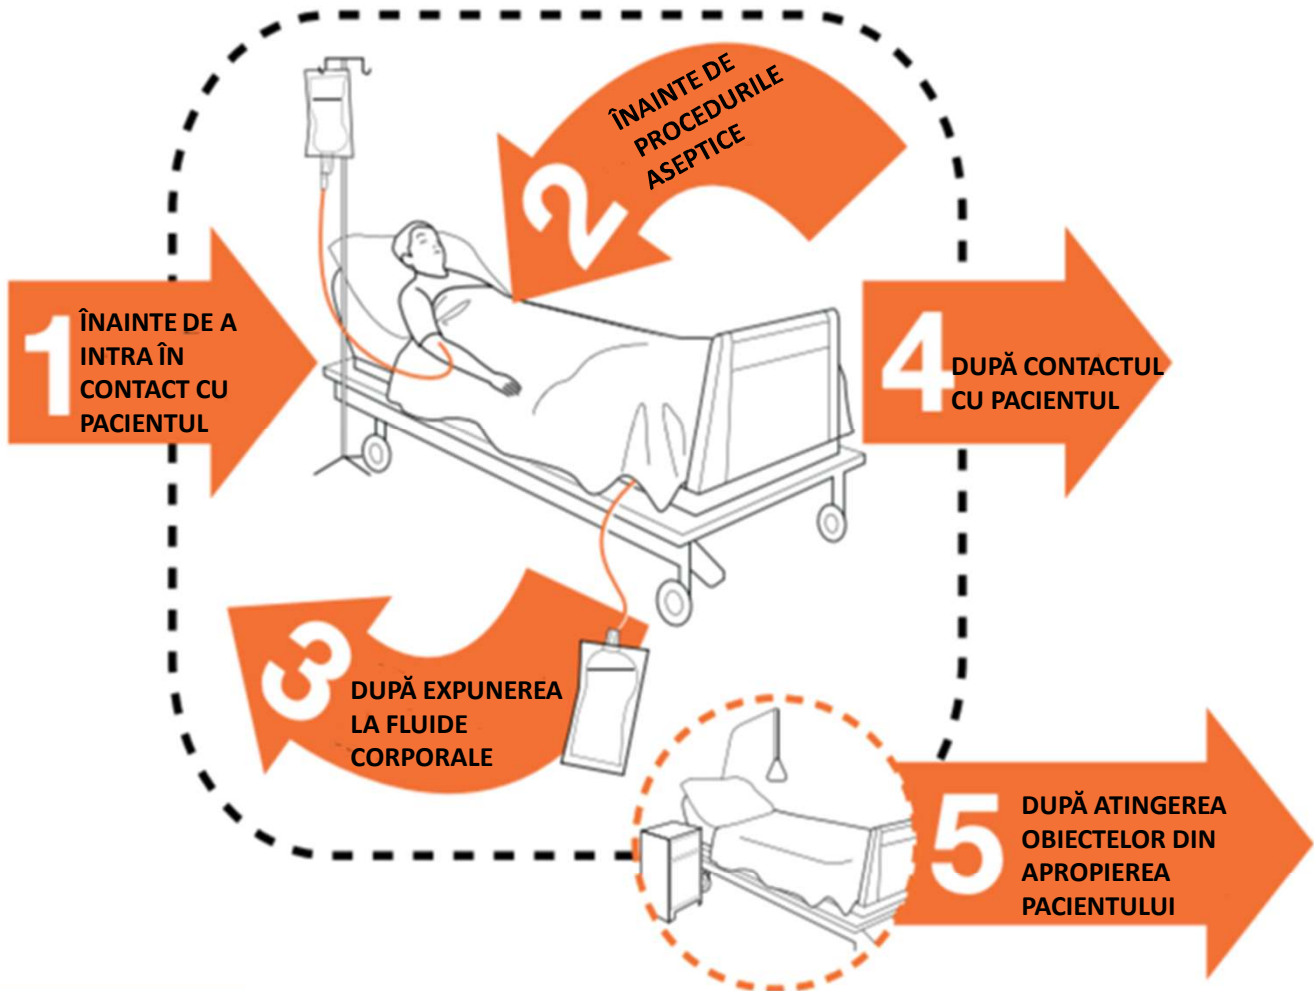 1
ÎNAINTE DE A
INTRA ÎN
CONTACT CU
PACIENTUL
2
ÎNAINTE DE
PROCEDURILE
ASEPTICE
3
DUPĂ EXPUNEREA
LA FLUIDE
CORPORALE
4
DUPĂ CONTACTUL
CU PACIENTUL
5
DUPĂ ATINGEREA
OBIECTELOR DIN
APROPIEREA
PACIENTULUI